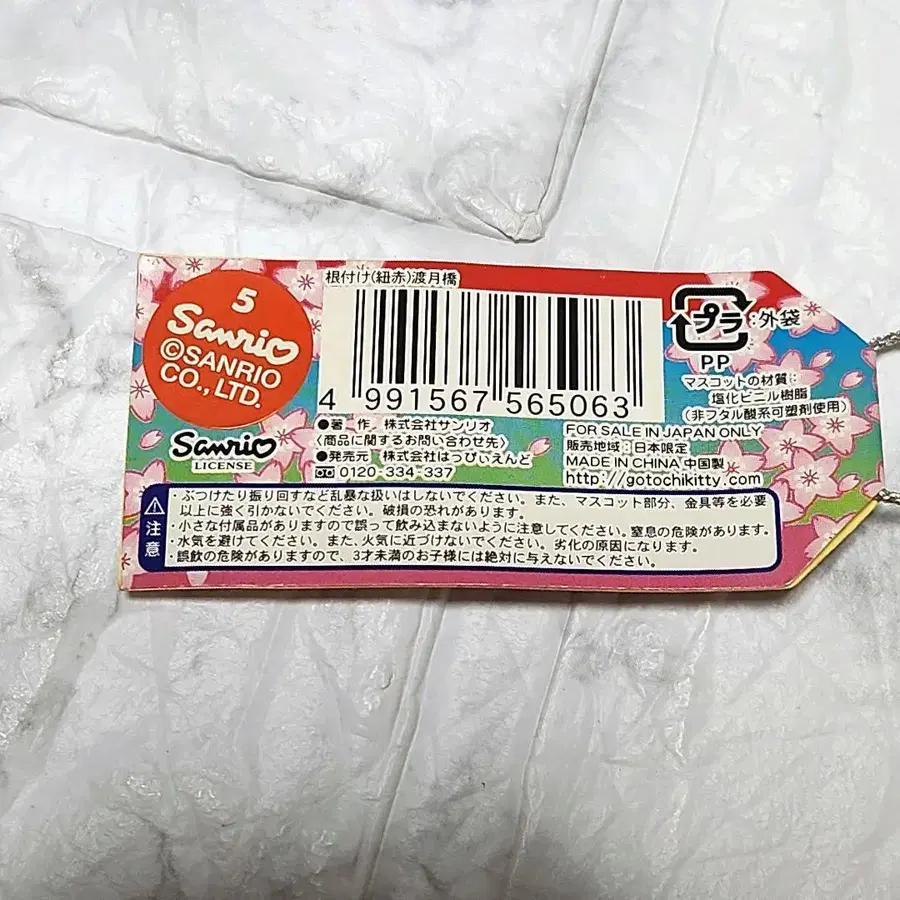 5
Sanrio
©SANRIO
CO., LTD.
Sanrio
LICENSE
根付け(紐赤)渡月橋
4 991567 565063
●著 作 株式会社サンリオ
〈商品に関するお問い合わせ先〉
●発売元 株式会社はっぴいえんど
0120-334-337
プラ:外袋
PP
マスコットの材質:
塩化ビニル樹脂
(非フタル酸系可塑剤使用)
FOR SALE IN JAPAN ONLY
販売地域:日本限定
MADE IN CHINA 中国製
http://gotochikitty.com
注意
・ぶつけたり振り回すなど乱暴な扱いはしないでください。また、マスコット部分、金具等を必要
以上に強く引かないでください。破損の恐れがあります。
・小さな付属品がありますので誤って飲み込まないように注意してください。窒息の危険があります。
・水気を避けてください。また、火気に近づけないでください。劣化の原因になります。
・誤飲の危険がありますので、3才未満のお子様には絶対に与えないでください。